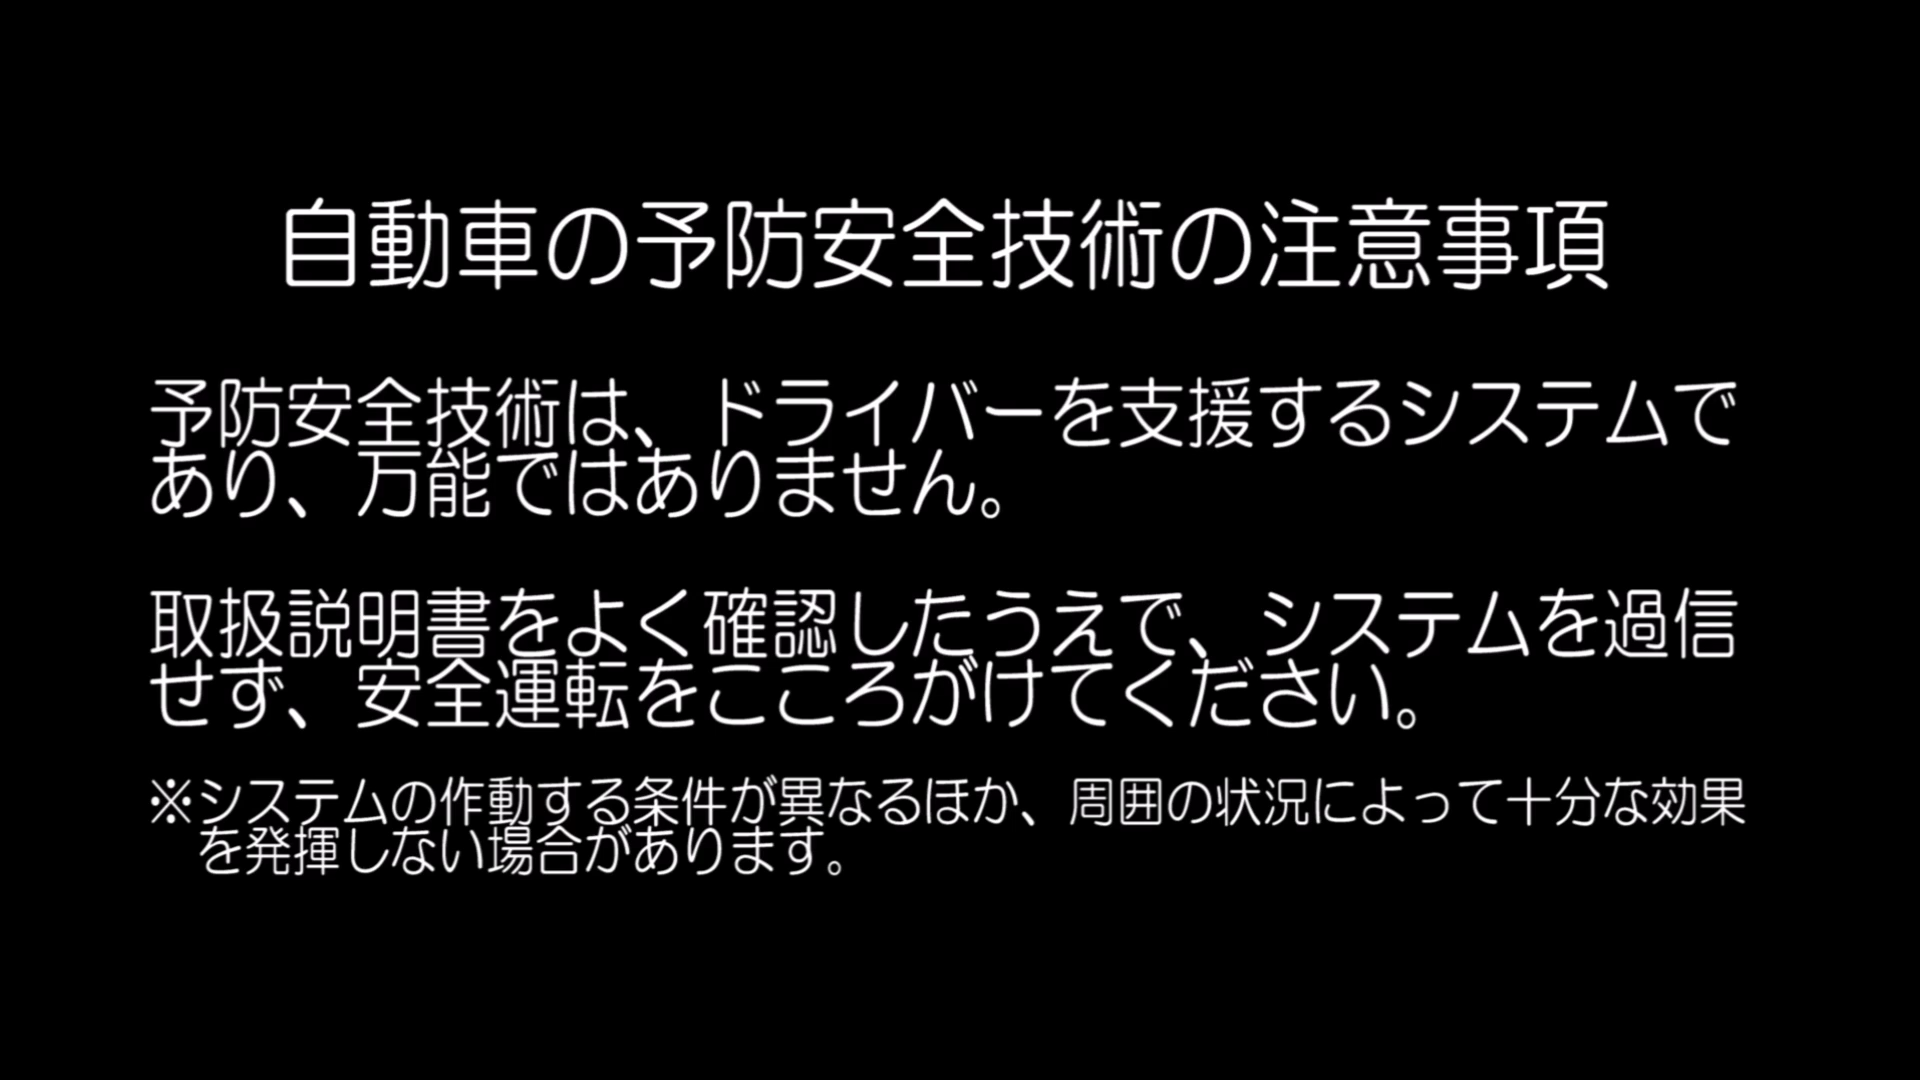 自動車の予防安全技術の注意事項
予防安全技術は、ドライバーを支援するシステムで
あり、万能ではありません。
取扱説明書をよく確認したうえで、システムを過信
せず、安全運転をこころがけてください。
※システムの作動する条件が異なるほか、周囲の状況によって十分な効果
を発揮しない場合があります。